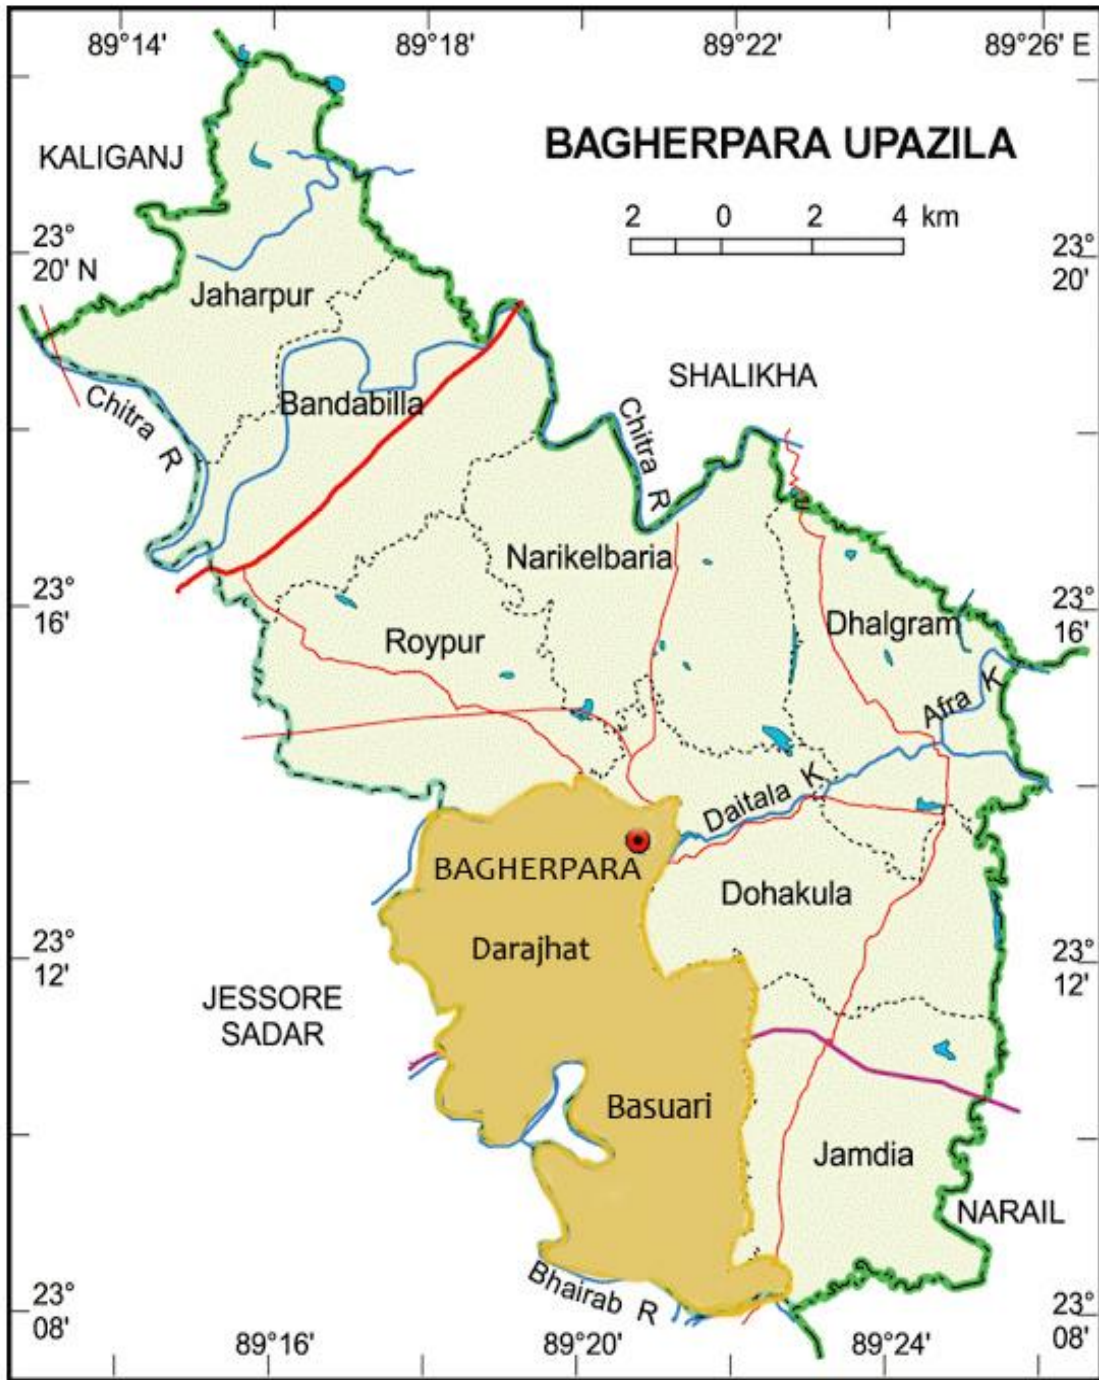 89°14'
89°18'
89°22'
89°26' E
BAGHERPARA UPAZILA
KALIGANJ
2 0 2 4 km
23°
20' N
23°
20'
Jaharpur
SHALIKHA
Bandabilla
Chitra R
Chitra R
Narikelbaria
23°
16'
23°
16'
Dhalgram
Roypur
Afra K
Daitala K
BAGHERPARA
Dohakula
23°
12'
Darajhat
23°
12'
JESSORE
SADAR
Basuari
Jamdia
NARAIL
Bhairab R
23°
08'
23°
08'
89°16'
89°20'
89°24'